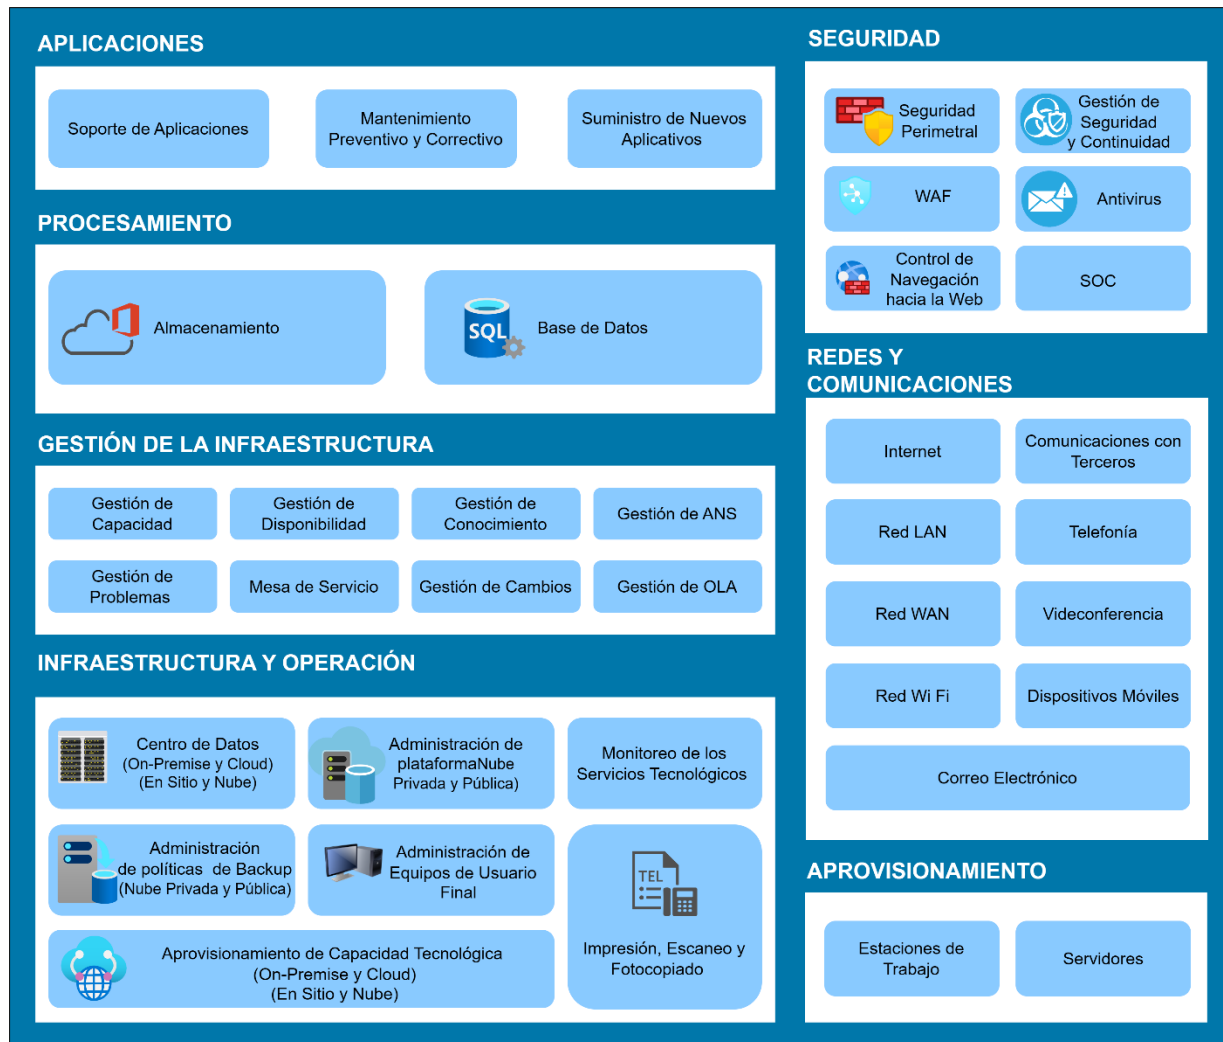 APLICACIONES
Soporte de Aplicaciones
Mantenimiento
Preventivo y Correctivo
Suministro de Nuevos
Aplicativos
PROCESAMIENTO
Almacenamiento
SQL
Base de Datos
GESTIÓN DE LA INFRAESTRUCTURA
Gestión de
Capacidad
Gestión de
Disponibilidad
Gestión de
Conocimiento
Gestión de ANS
Gestión de
Problemas
Mesa de Servicio
Gestión de Cambios
Gestión de OLA
INFRAESTRUCTURA Y OPERACIÓN
Centro de Datos
(On-Premise y Cloud)
(En Sitio y Nube)
Administración de
plataformaNube
Privada y Pública)
Monitoreo de los
Servicios Tecnológicos
Administración
de políticas de Backup
(Nube Privada y Pública)
Administración de
Equipos de Usuario
Final
TEL
Impresión, Escaneo y
Fotocopiado
Aprovisionamiento de Capacidad Tecnológica
(On-Premise y Cloud)
(En Sitio y Nube)
SEGURIDAD
Seguridad
Perimetral
Gestión de
Seguridad
y Continuidad
WAF
Antivirus
Control de
Navegación
hacia la Web
SOC
REDES Y
COMUNICACIONES
Internet
Comunicaciones con
Terceros
Red LAN
Telefonía
Red WAN
Videconferencia
Red Wi Fi
Dispositivos Móviles
Correo Electrónico
APROVISIONAMIENTO
Estaciones de
Trabajo
Servidores